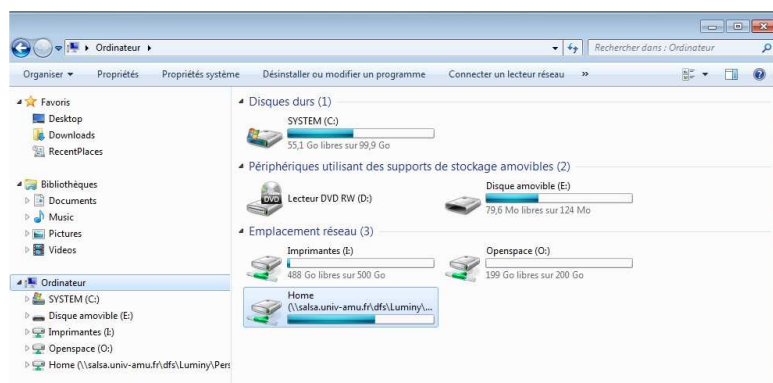 Ordinateur
Rechercher dans : Ordinateur
Organiser
Propriétés
Propriétés système
Désinstaller ou modifier un programme
Connecter un lecteur réseau
»
Favoris
Desktop
Downloads
RecentPlaces
Bibliothèques
Documents
Music
Pictures
Videos
Ordinateur
SYSTEM (C:)
Disque amovible (E:)
Imprimantes (I:)
Openspace (O:)
Home (\\salsa.univ-amu.fr\dfs\Luminy\Pers
Disques durs (1)
SYSTEM (C:)
55,1 Go libres sur 99,9 Go
Périphériques utilisant des supports de stockage amovibles (2)
DVD
Lecteur DVD RW (D:)
Disque amovible (E:)
79,6 Mo libres sur 124 Mo
Emplacement réseau (3)
Imprimantes (I:)
488 Go libres sur 500 Go
Openspace (O:)
199 Go libres sur 200 Go
Home
(\\salsa.univ-amu.fr\dfs\Luminy\...